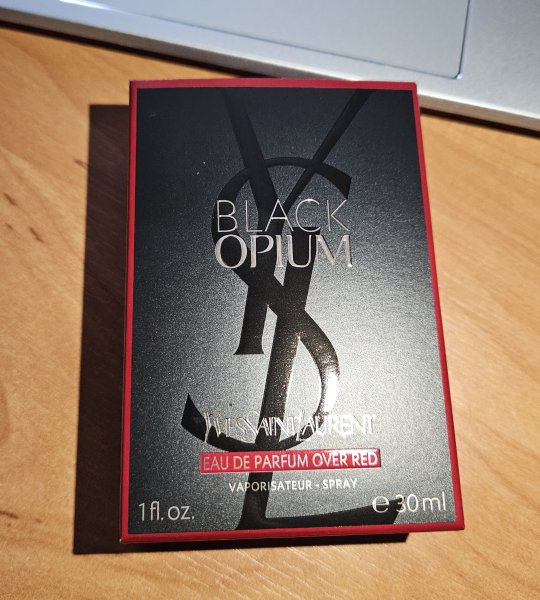 BLACK
OPIUM
YVESSAINTLAURENT
EAU DE PARFUM OVER RED
VAPORISATEUR - SPRAY
1 fl. oz. ℮ 30 ml